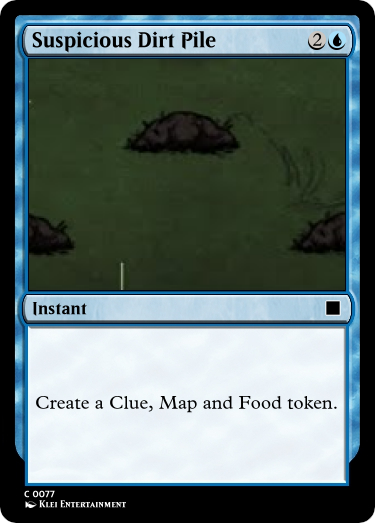 Suspicious Dirt Pile 2
Instant
Create a Clue, Map and Food token.
C 0077
Klei Entertainment